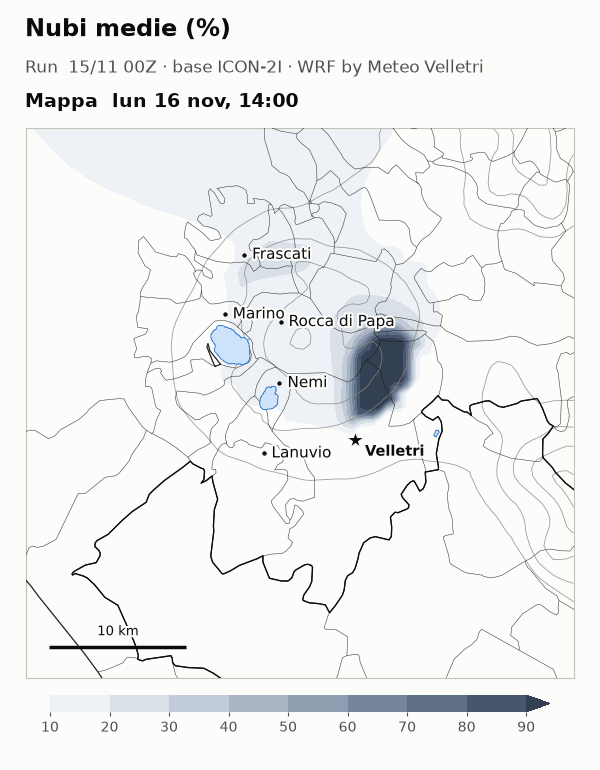 Nubi medie (%)
Run  15/11 00Z · base ICON-2I · WRF by Meteo Velletri
Mappa  lun 16 nov, 14:00
Frascati
Marino
Rocca di Papa
Nemi
Velletri
Lanuvio
10 km
10 20 30 40 50 60 70 80 90